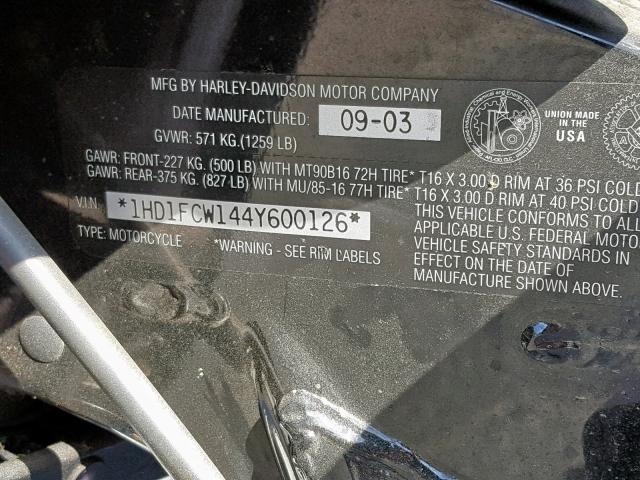 MFG BY HARLEY-DAVIDSON MOTOR COMPANY
DATE MANUFACTURED: 09-03
GVWR: 571 KG.(1259 LB)
GAWR: FRONT-227 KG. (500 LB) WITH MT90B16 72H TIRE* T16 X 3.00 D RIM AT 36 PSI COLD
GAWR: REAR-375 KG. (827 LB) WITH MU/85-16 77H TIRE* T16 X 3.00 D RIM AT 40 PSI COLD
V.I.N. *1HD1FCW144Y600126*
TYPE: MOTORCYCLE *WARNING - SEE RIM LABELS
THIS VEHICLE CONFORMS TO ALL
APPLICABLE U.S. FEDERAL MOTO
VEHICLE SAFETY STANDARDS IN
EFFECT ON THE DATE OF
MANUFACTURE SHOWN ABOVE.
UNION MADE
IN THE
USA